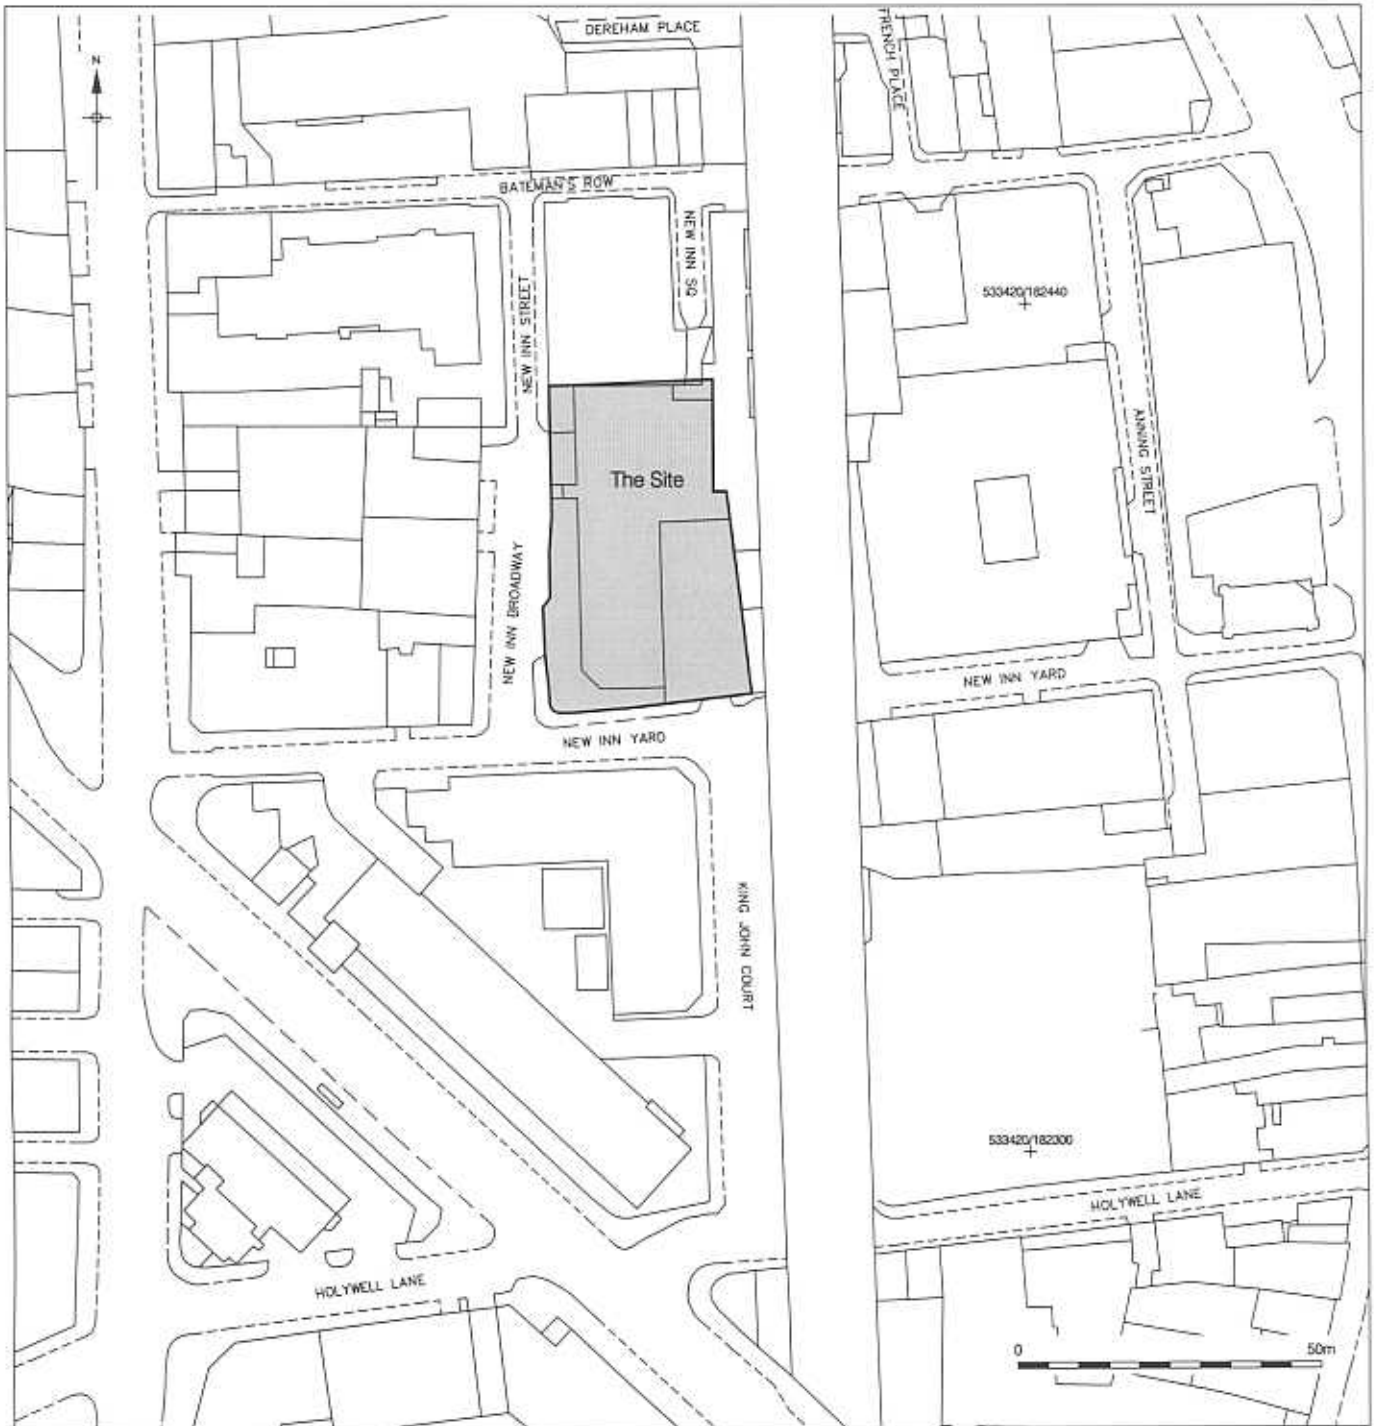 DEREHAM PLACE
FRENCH PLACE
N
BATEMAN'S ROW
NEW INN SQ
533420/182440
NEW INN STREET
ANNING STREET
The Site
NEW INN BROADWAY
NEW INN YARD
NEW INN YARD
KING JOHN COURT
533420/182300
HOLYWELL LANE
HOLYWELL LANE
0 50m